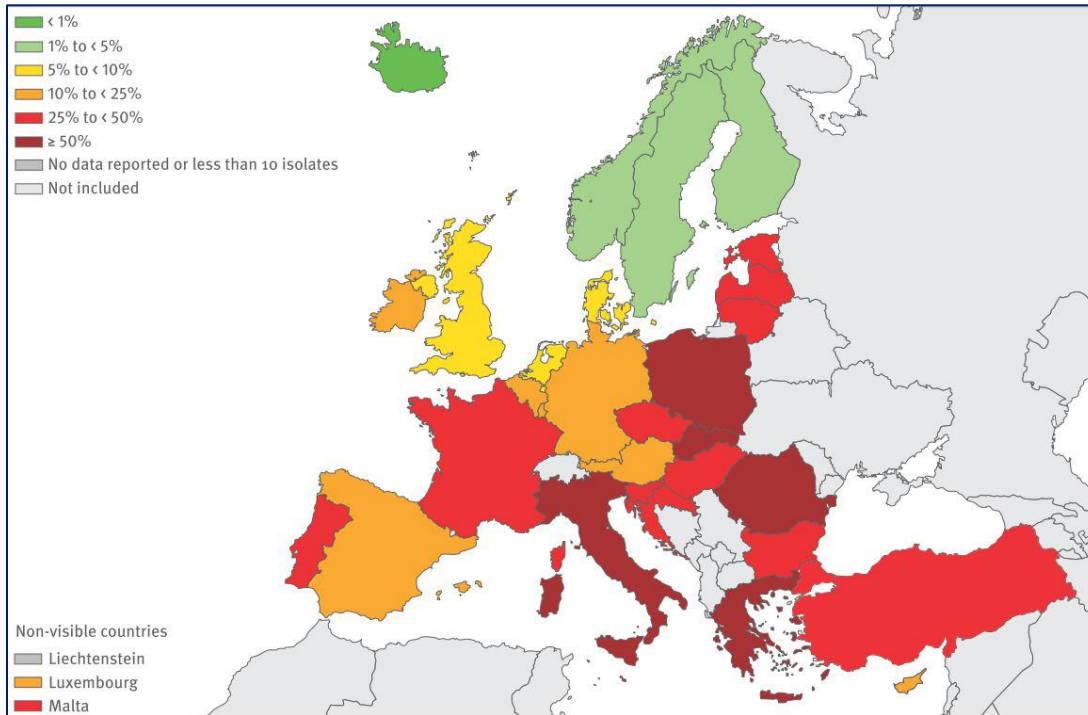 < 1%
1% to < 5%
5% to < 10%
10% to < 25%
25% to < 50%
≥ 50%
No data reported or less than 10 isolates
Not included
Non-visible countries
Liechtenstein
Luxembourg
Malta